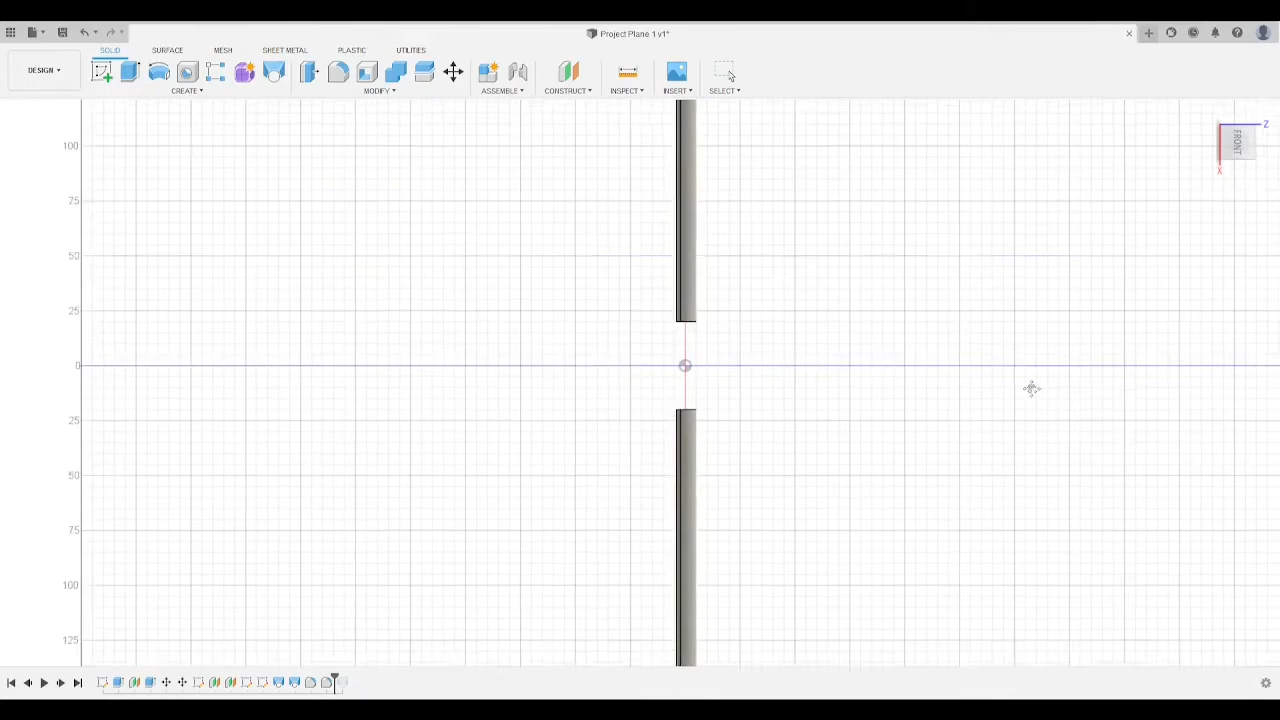 Project Plane 1 v1*
DESIGN
SOLID SURFACE MESH SHEET METAL PLASTIC UTILITIES
CREATE MODIFY ASSEMBLE CONSTRUCT INSPECT INSERT SELECT
Z
FRONT
X
100
75
50
25
0
25
50
75
100
125